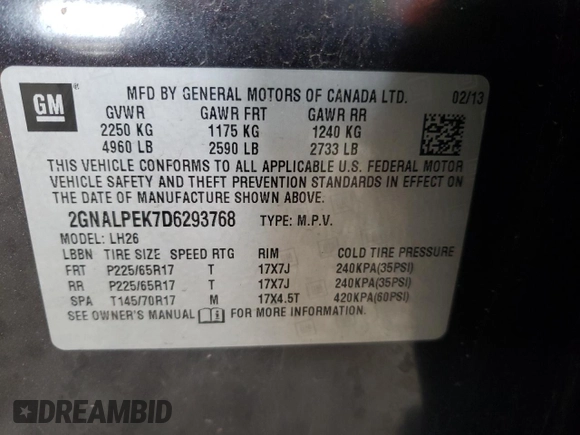 GM
MFD BY GENERAL MOTORS OF CANADA LTD. 02/13
GVWR GAWR FRT GAWR RR
2250 KG 1175 KG 1240 KG
4960 LB 2590 LB 2733 LB
THIS VEHICLE CONFORMS TO ALL APPLICABLE U.S. FEDERAL MOTOR
VEHICLE SAFETY AND THEFT PREVENTION STANDARDS IN EFFECT ON
THE DATE OF MANUFACTURE SHOWN ABOVE.
2GNALPEK7D6293768 TYPE: M.P.V.
MODEL: LH26
LBBN TIRE SIZE SPEED RTG RIM COLD TIRE PRESSURE
FRT P225/65R17 T 17X7J 240KPA(35PSI)
RR P225/65R17 T 17X7J 240KPA(35PSI)
SPA T145/70R17 M 17X4.5T 420KPA(60PSI)
SEE OWNER'S MANUAL FOR MORE INFORMATION.
DREAMBID